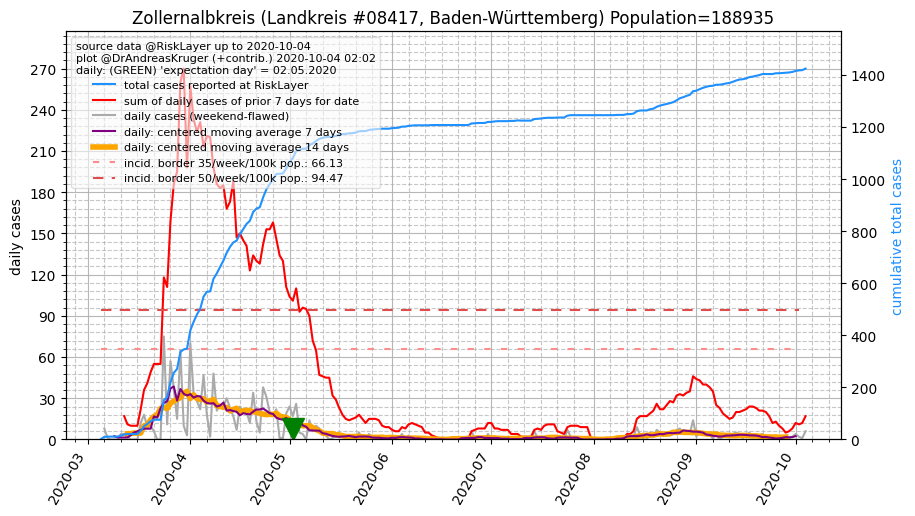 Zollernalbkreis (Landkreis #08417, Baden-Württemberg) Population=188935
source data @RiskLayer up to 2020-10-04
plot @DrAndreasKruger (+contrib.) 2020-10-04 02:02
daily: (GREEN) 'expectation day' = 02.05.2020
total cases reported at RiskLayer
sum of daily cases of prior 7 days for date
daily cases (weekend-flawed)
daily: centered moving average 7 days
daily: centered moving average 14 days
incid. border 35/week/100k pop.: 66.13
incid. border 50/week/100k pop.: 94.47
daily cases
270
240
210
180
150
120
90
60
30
0
1400
1200
1000
800
600
400
200
0
cumulative total cases
2020-03
2020-04
2020-05
2020-06
2020-07
2020-08
2020-09
2020-10